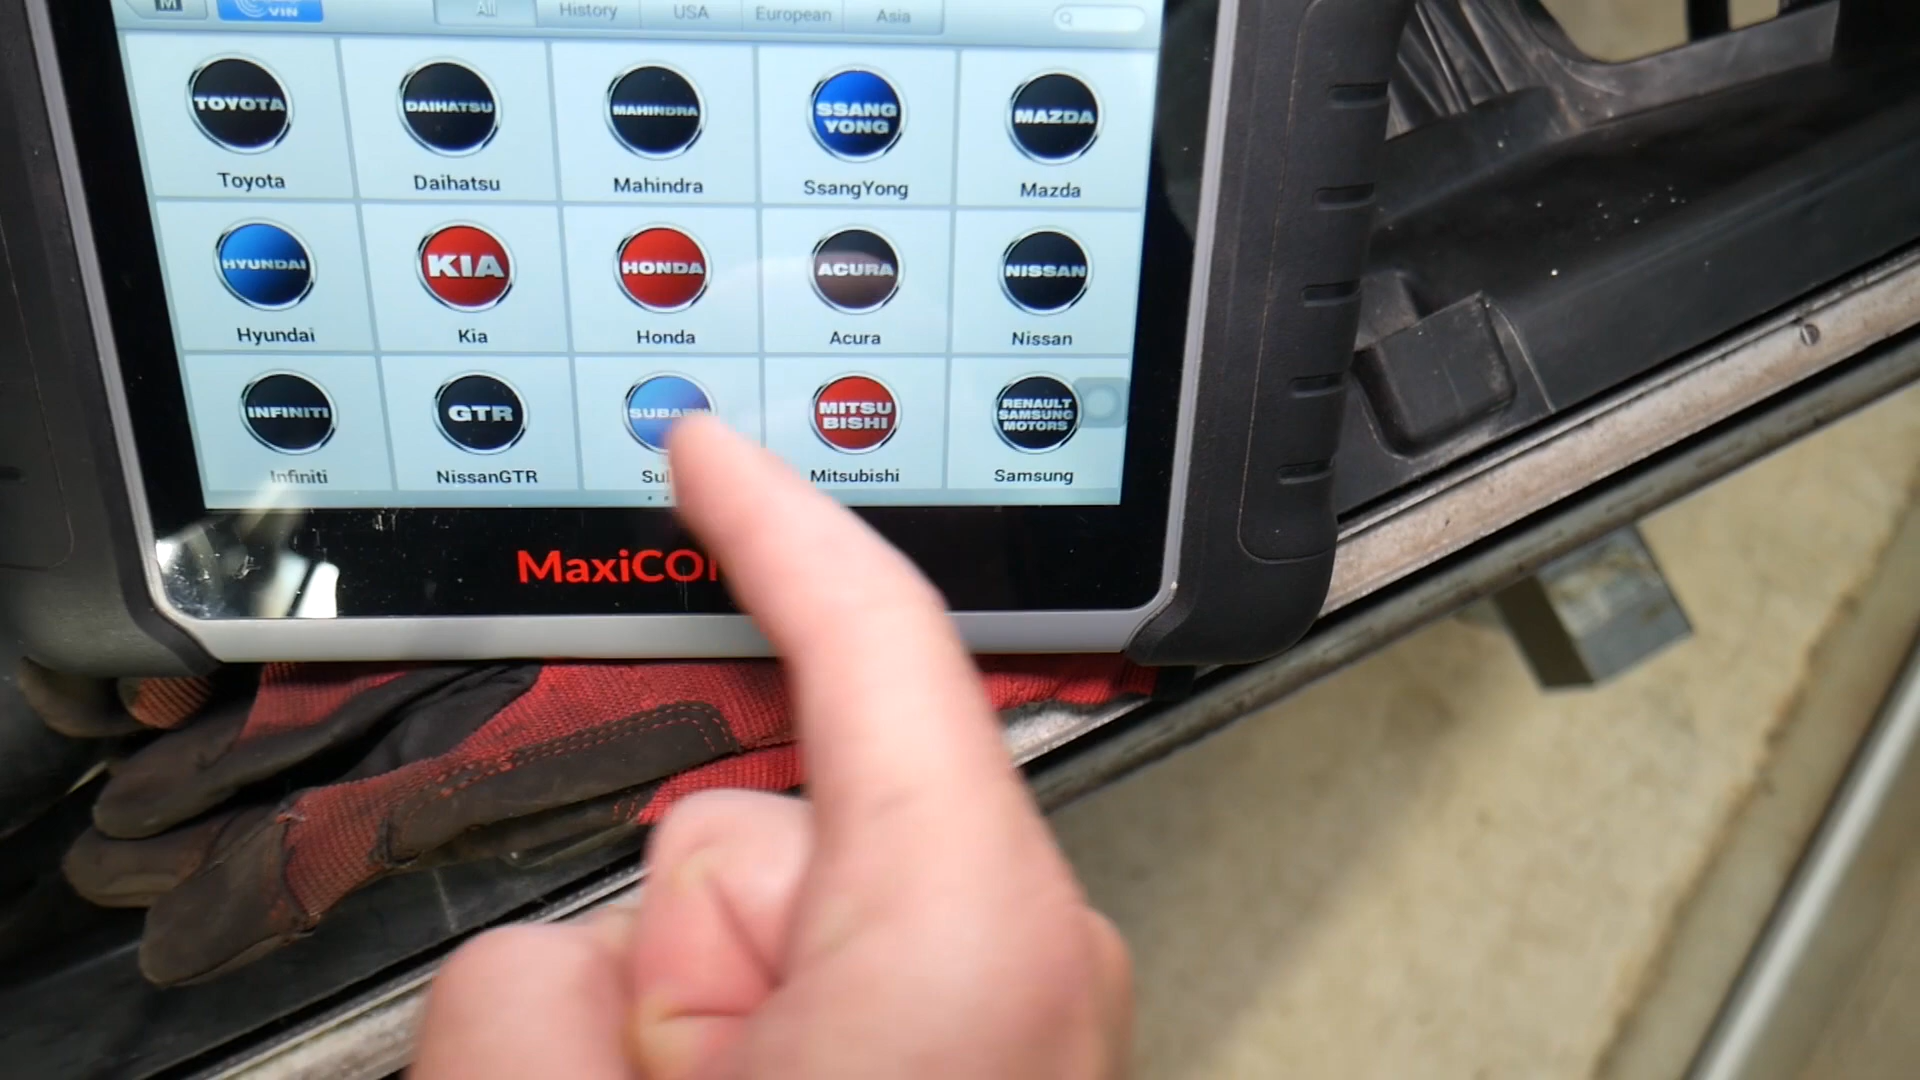 M
VIN
All History USA European Asia
TOYOTA DAIHATSU MAHINDRA SSANG YONG MAZDA
Toyota Daihatsu Mahindra SsangYong Mazda
HYUNDAI KIA HONDA ACURA NISSAN
Hyundai Kia Honda Acura Nissan
INFINITI GTR SUBARU MITSU BISHI RENAULT SAMSUNG MOTORS
Infiniti NissanGTR Mitsubishi Samsung